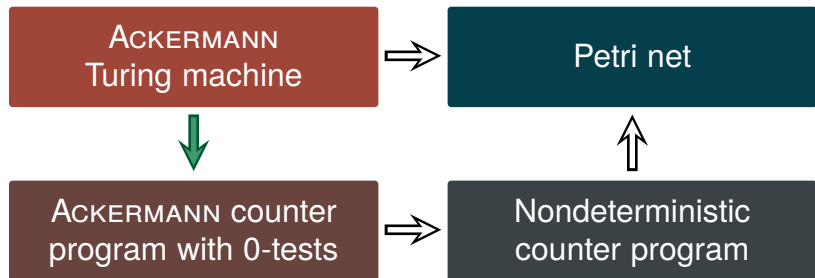 ACKERMANN
Turing machine
Petri net
ACKERMANN counter
program with 0-tests
Nondeterministic
counter program